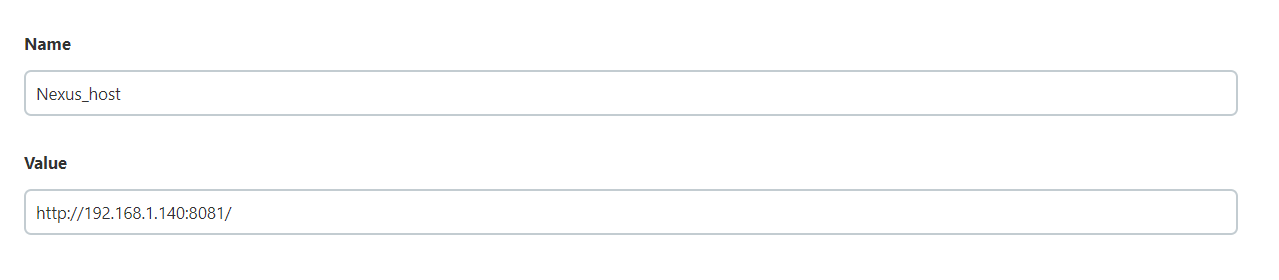 Name
Nexus_host
Value
http://192.168.1.140:8081/